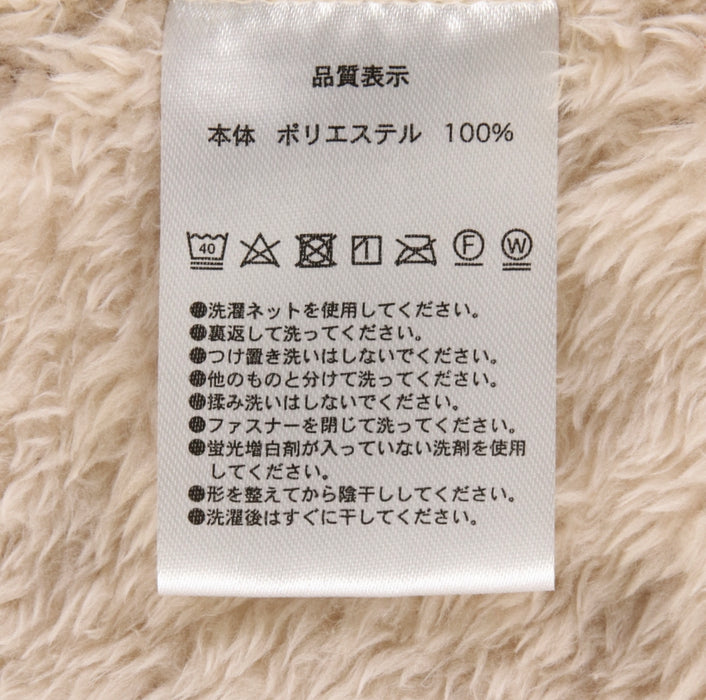 品質表示
本体 ポリエステル 100%
40 F W
●洗濯ネットを使用してください。
●裏返して洗ってください。
●つけ置き洗いはしないでください。
●他のものと分けて洗ってください。
●揉み洗いはしないでください。
●ファスナーを閉じて洗ってください。
●蛍光増白剤が入っていない洗剤を使用
してください。
●形を整えてから陰干ししてください。
●洗濯後はすぐに干してください。